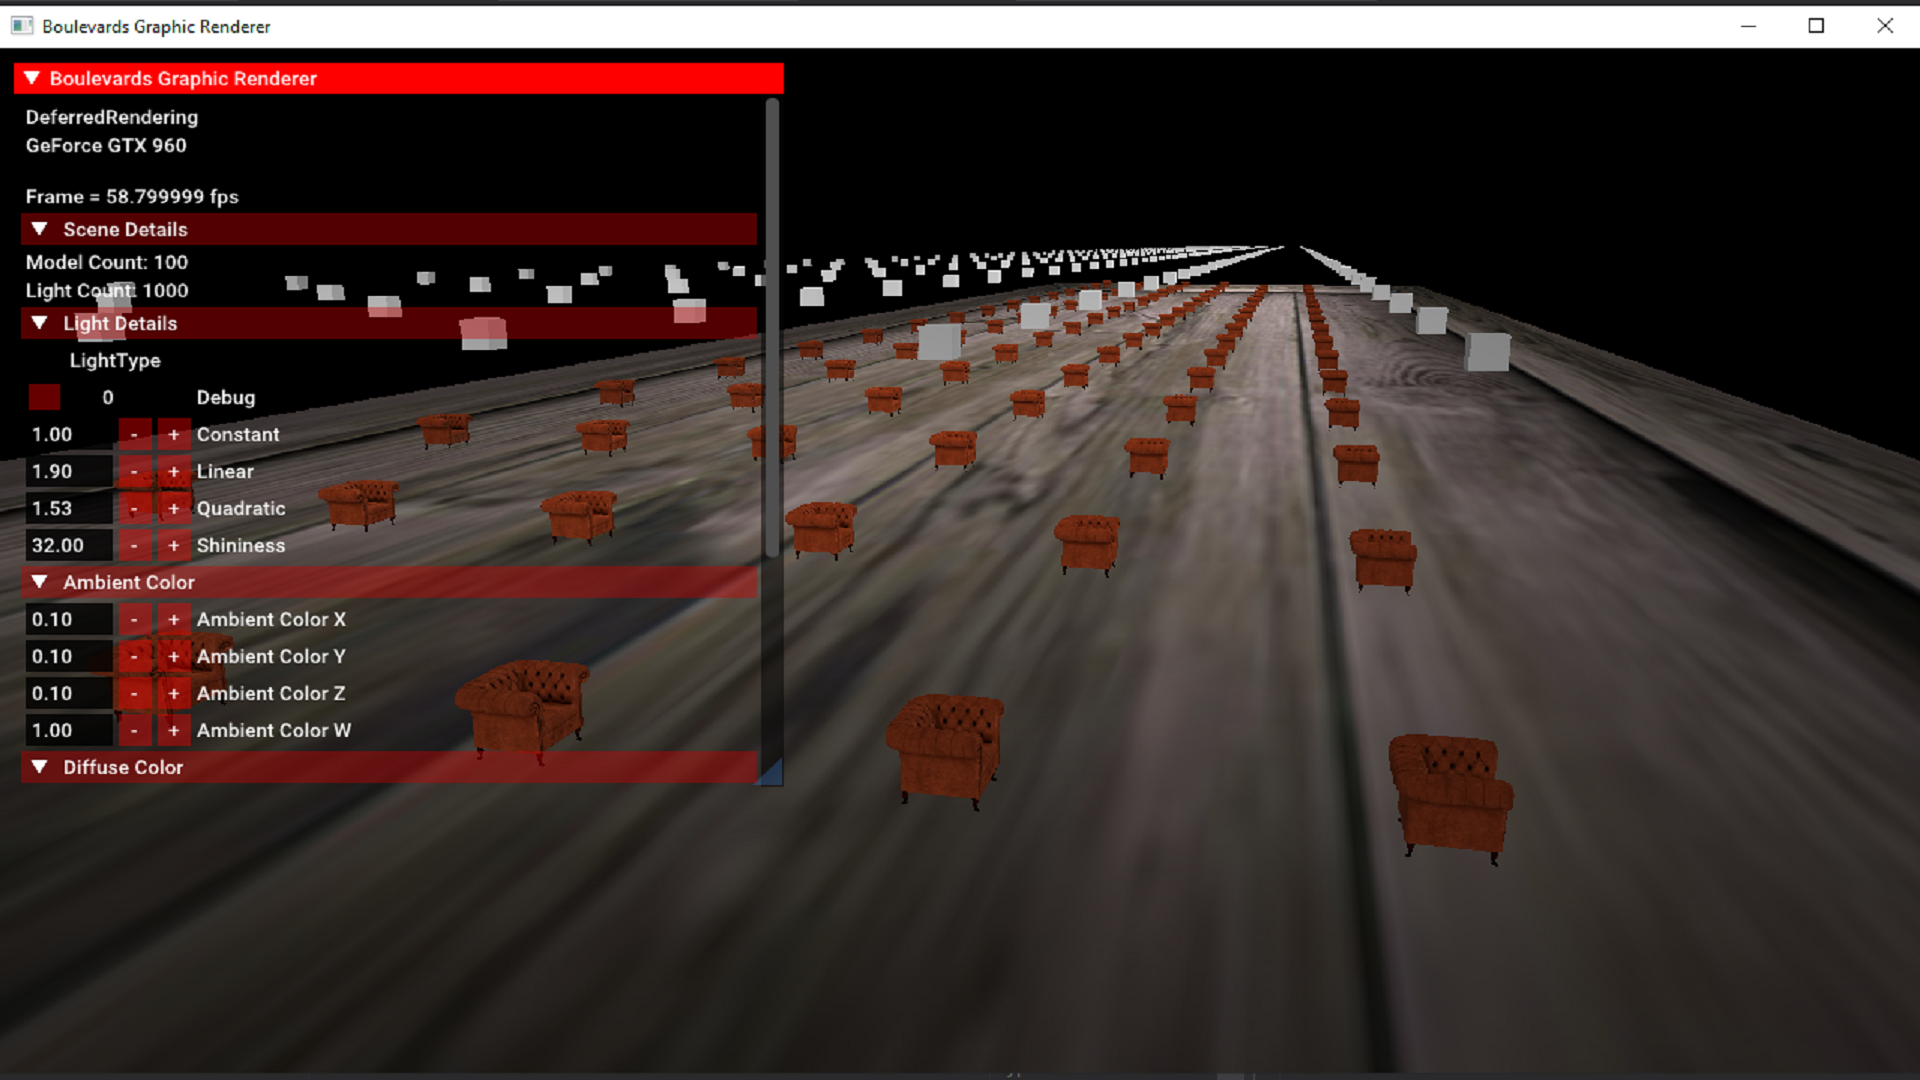 Boulevards Graphic Renderer
Boulevards Graphic Renderer
DeferredRendering
GeForce GTX 960
Frame = 58.799999 fps
Scene Details
Model Count: 100
Light Count: 1000
Light Details
LightType
0 Debug
1.00 - + Constant
1.90 - + Linear
1.53 - + Quadratic
32.00 - + Shininess
Ambient Color
0.10 - + Ambient Color X
0.10 - + Ambient Color Y
0.10 - + Ambient Color Z
1.00 - + Ambient Color W
Diffuse Color